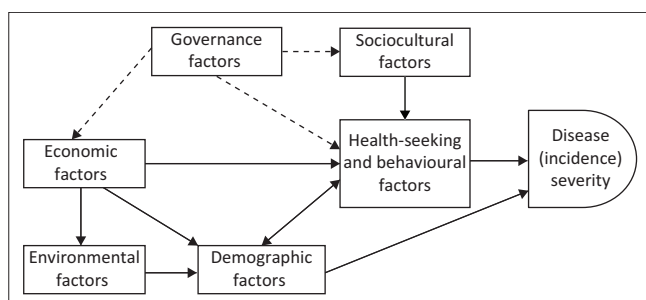 Governance
factors
Sociocultural
factors
Economic
factors
Health-seeking
and behavioural
factors
Disease
(incidence)
severity
Environmental
factors
Demographic
factors